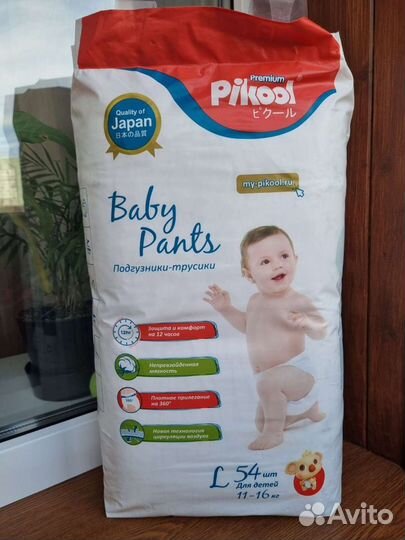 Premium
Pikool
ピクール
Quality of
Japan
日本の品質
my-pikool.ru
Baby
Pants
Подгузники-трусики
12ч
Защита и комфорт
на 12 часов
Непревзойденная
мягкость
360°
Плотное прилегание
на 360°
Новая технология
циркуляции воздуха
L 54 шт
Для детей
11-16 кг
Avito